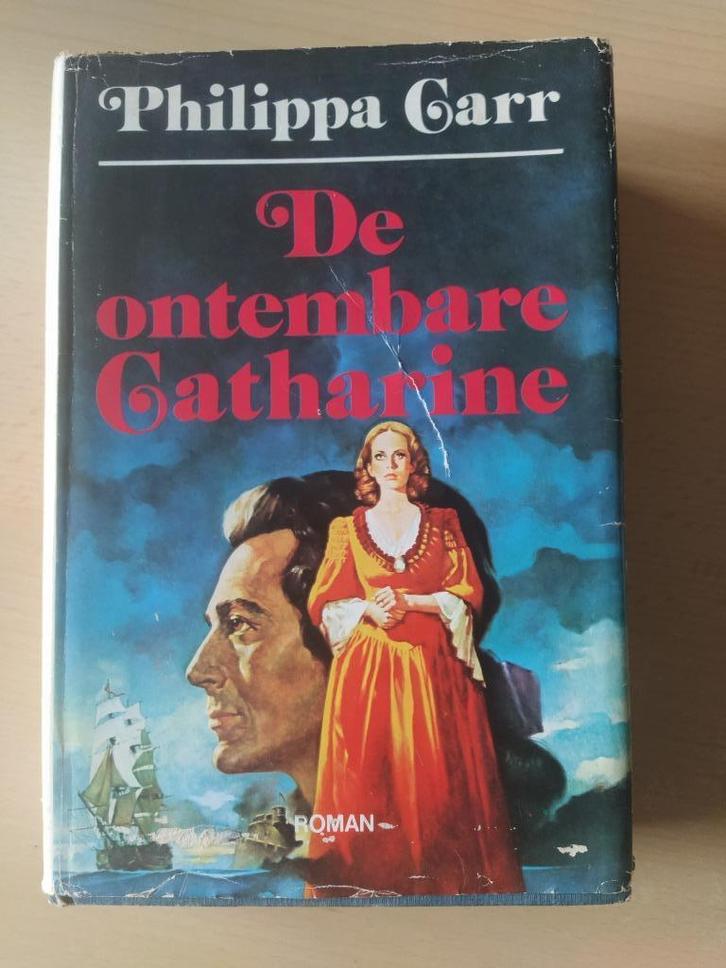 Philippa Carr
De
ontembare
Catharine
ROMAN